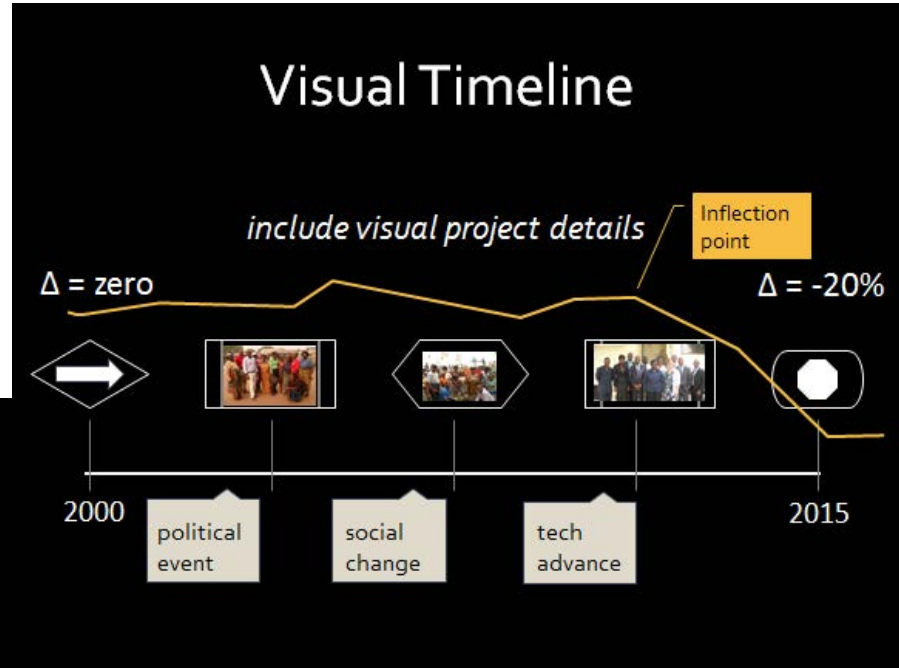 Visual Timeline
include visual project details
Inflection
point
Δ = zero
Δ = -20%
2000
2015
political
event
social
change
tech
advance